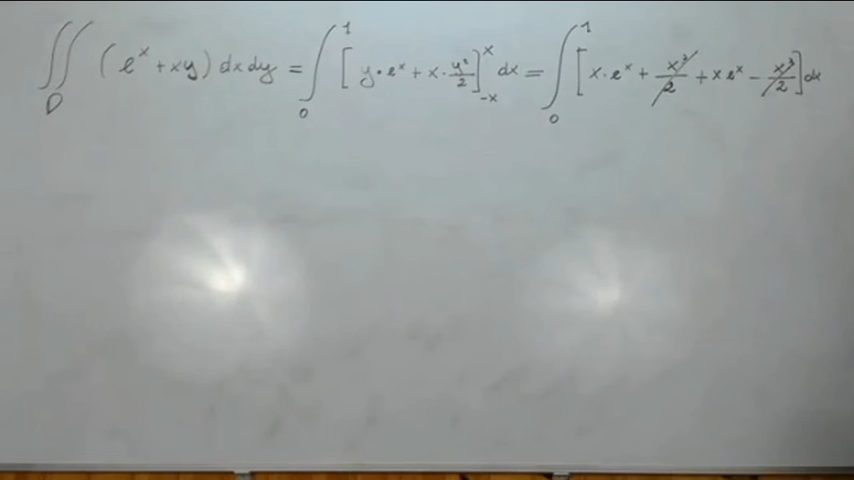 ∬_D (e^x + xy) dx dy = ∫_0^1 [y · e^x + x · y²/2]_{-x}^{x} dx = ∫_0^1 [x · e^x + x³/2 + x e^x − x³/2] dx